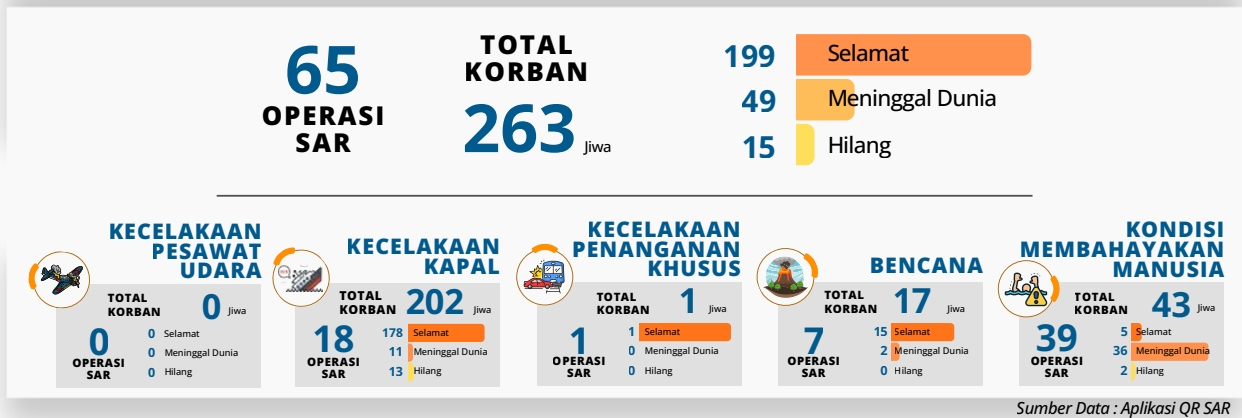 65
OPERASI
SAR
TOTAL
KORBAN
263 Jiwa
199 Selamat
49 Meninggal Dunia
15 Hilang
KECELAKAAN
PESAWAT
UDARA
TOTAL
KORBAN
0 Jiwa
0
OPERASI
SAR
0 Selamat
0 Meninggal Dunia
0 Hilang
KECELAKAAN
KAPAL
TOTAL
KORBAN
202 Jiwa
18
OPERASI
SAR
178 Selamat
11 Meninggal Dunia
13 Hilang
KECELAKAAN
PENANGANAN
KHUSUS
TOTAL
KORBAN
1 Jiwa
1
OPERASI
SAR
1 Selamat
0 Meninggal Dunia
0 Hilang
BENCANA
TOTAL
KORBAN
17 Jiwa
7
OPERASI
SAR
15 Selamat
2 Meninggal Dunia
0 Hilang
KONDISI
MEMBAHAYAKAN
MANUSIA
TOTAL
KORBAN
43 Jiwa
39
OPERASI
SAR
5 Selamat
36 Meninggal Dunia
2 Hilang
Sumber Data : Aplikasi QR SAR